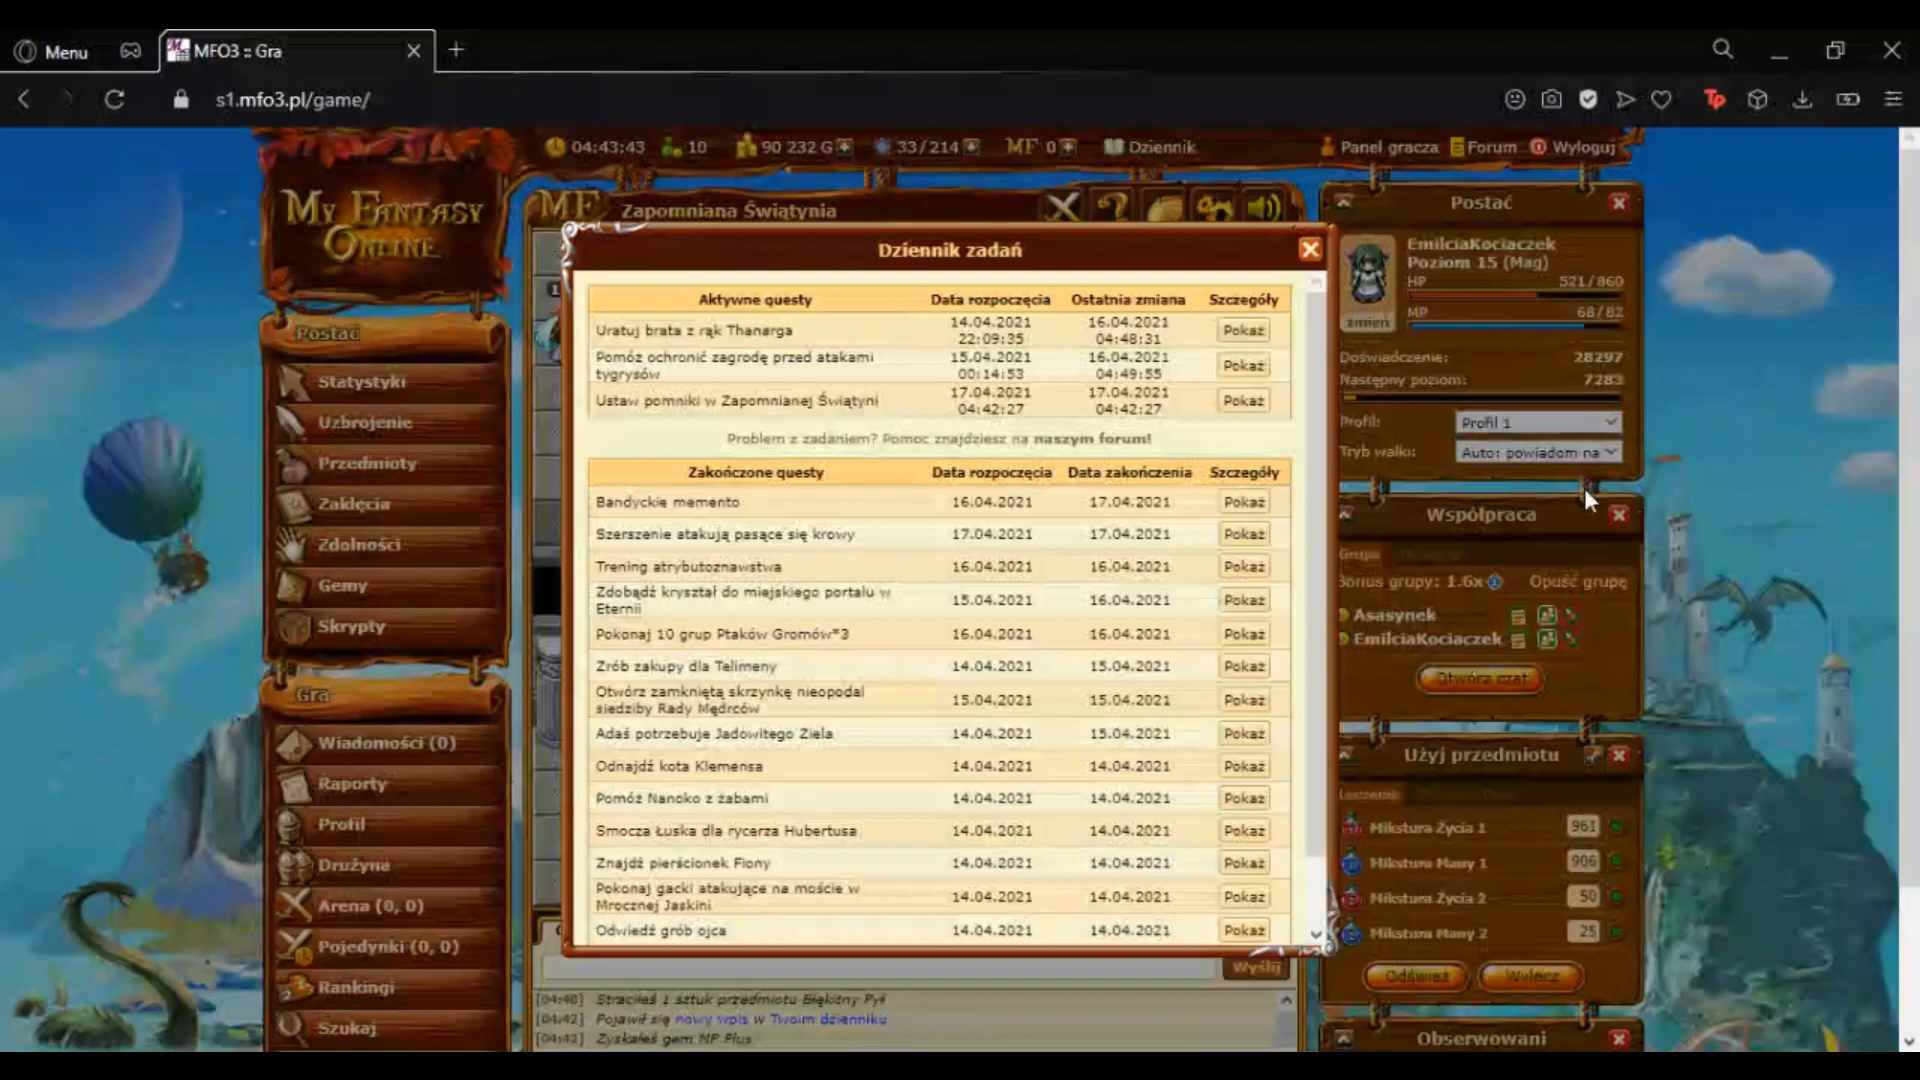 Menu
MFO3 :: Gra
s1.mfo3.pl/game/
04:43:43
10
90 232 G
33/214
MF 0
Dziennik
Panel gracza
Forum
Wyloguj
MY FANTASY
ONLINE
MF
Zapomniana Świątynia
Dziennik zadań
Aktywne questy Data rozpoczęcia Ostatnia zmiana Szczegóły
Uratuj brata z rąk Thanarga 14.04.2021 22:09:35 16.04.2021 04:48:31 Pokaż
Pomóż ochronić zagrodę przed atakami
tygrysów 15.04.2021 00:14:53 16.04.2021 04:49:55 Pokaż
Ustaw pomniki w Zapomnianej Świątyni 17.04.2021 04:42:27 17.04.2021 04:42:27 Pokaż
Problem z zadaniem? Pomoc znajdziesz na naszym forum!
Zakończone questy Data rozpoczęcia Data zakończenia Szczegóły
Bandyckie memento 16.04.2021 17.04.2021 Pokaż
Szerszenie atakują pasące się krowy 17.04.2021 17.04.2021 Pokaż
Trening atrybutoznawstwa 16.04.2021 16.04.2021 Pokaż
Zdobądź kryształ do miejskiego portalu w
Eternii 15.04.2021 16.04.2021 Pokaż
Pokonaj 10 grup Ptaków Gromów*3 16.04.2021 16.04.2021 Pokaż
Zrób zakupy dla Telimeny 14.04.2021 15.04.2021 Pokaż
Otwórz zamkniętą skrzynkę nieopodal
siedziby Rady Mędrców 15.04.2021 15.04.2021 Pokaż
Adaś potrzebuje Jadowitego Ziela 14.04.2021 15.04.2021 Pokaż
Odnajdź kota Klemensa 14.04.2021 14.04.2021 Pokaż
Pomóż Nanoko z żabami 14.04.2021 14.04.2021 Pokaż
Smocza Łuska dla rycerza Hubertusa 14.04.2021 14.04.2021 Pokaż
Znajdź pierścionek Fiony 14.04.2021 14.04.2021 Pokaż
Pokonaj gacki atakujące na moście w
Mrocznej Jaskini 14.04.2021 14.04.2021 Pokaż
Odwiedź grób ojca 14.04.2021 14.04.2021 Pokaż
Wyślij
[04:40] Straciłeś 1 sztuk przedmiotu Błękitny Pył
[04:42] Pojawił się nowy wpis w Twoim dzienniku
[04:42] Zyskałeś gem MP Plus
Postać
Statystyki
Uzbrojenie
Przedmioty
Zaklęcia
Zdolności
Gemy
Skrypty
Gra
Wiadomości (0)
Raporty
Profil
Drużyna
Arena (0, 0)
Pojedynki (0, 0)
Rankingi
Szukaj
Postać
EmilciaKociaczek
Poziom 15 (Mag)
HP 521/860
MP 68/82
zmień
Doświadczenie: 28297
Następny poziom: 7283
Profil: Profil 1
Tryb walki: Auto: powiadom na
Współpraca
Grupa
Bonus grupy: 1.6x Opuść grupę
Asasynek
EmilciaKociaczek
Otwórz czat
Użyj przedmiotu
Leczenie
Mikstura Życia 1 961
Mikstura Many 1 906
Mikstura Życia 2 50
Mikstura Many 2 25
Odśwież
Wylecz
Obserwowani